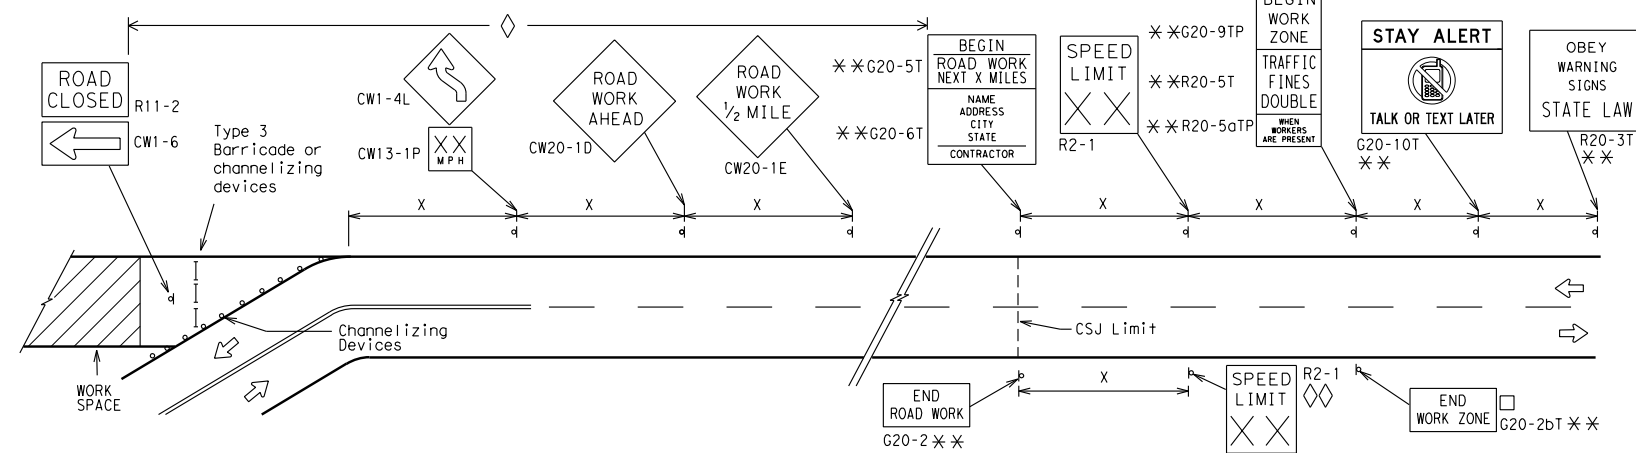 ROAD
CLOSED
R11-2
CW1-6
Type 3
Barricade or
channelizing
devices
CW1-4L
XX
MPH
CW13-1P
ROAD
WORK
AHEAD
CW20-1D
ROAD
WORK
½ MILE
CW20-1E
**G20-5T
**G20-6T
BEGIN
ROAD WORK
NEXT X MILES
NAME
ADDRESS
CITY
STATE
CONTRACTOR
SPEED
LIMIT
XX
R2-1
**G20-9TP
**R20-5T
**R20-5aTP
BEGIN
WORK
ZONE
TRAFFIC
FINES
DOUBLE
WHEN
WORKERS
ARE PRESENT
STAY ALERT
TALK OR TEXT LATER
G20-10T
**
OBEY
WARNING
SIGNS
STATE LAW
R20-3T
**
X X X X X X X
Channelizing
Devices
CSJ Limit
WORK
SPACE
END
ROAD WORK
G20-2 **
X
SPEED
LIMIT
XX
R2-1
END
WORK ZONE
G20-2bT **